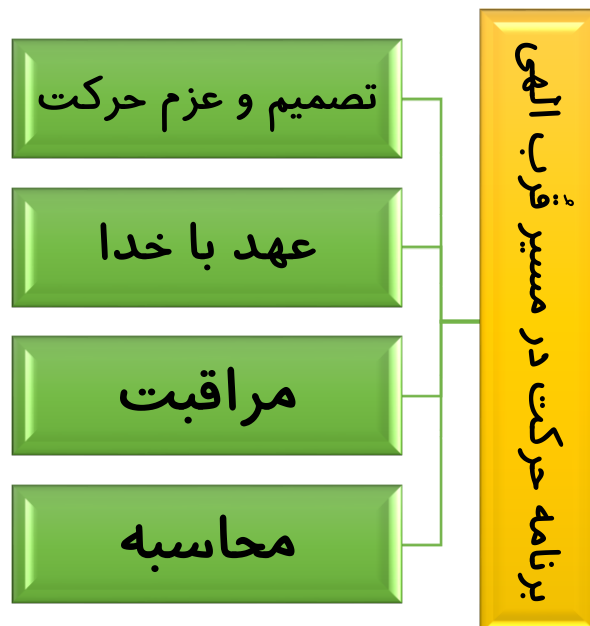 برنامه حرکت در مسیر قُرب الهی
تصمیم و عزم حرکت
عهد با خدا
مراقبت
محاسبه